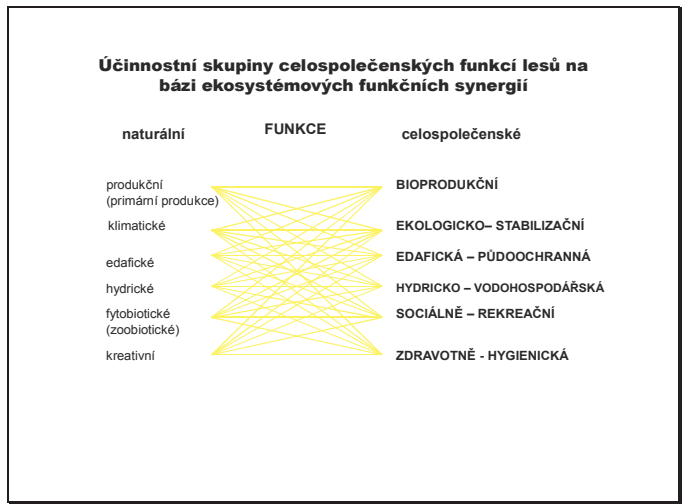 Účinnostní skupiny celospolečenských funkcí lesů na
bázi ekosystémových funkčních synergií
naturální FUNKCE celospolečenské
produkční BIOPRODUKČNÍ
(primární produkce)
klimatické EKOLOGICKO– STABILIZAČNÍ
edafické EDAFICKÁ – PŮDOOCHRANNÁ
hydrické HYDRICKO – VODOHOSPODÁŘSKÁ
fytobiotické SOCIÁLNĚ – REKREAČNÍ
(zoobiotické)
kreativní ZDRAVOTNĚ - HYGIENICKÁ